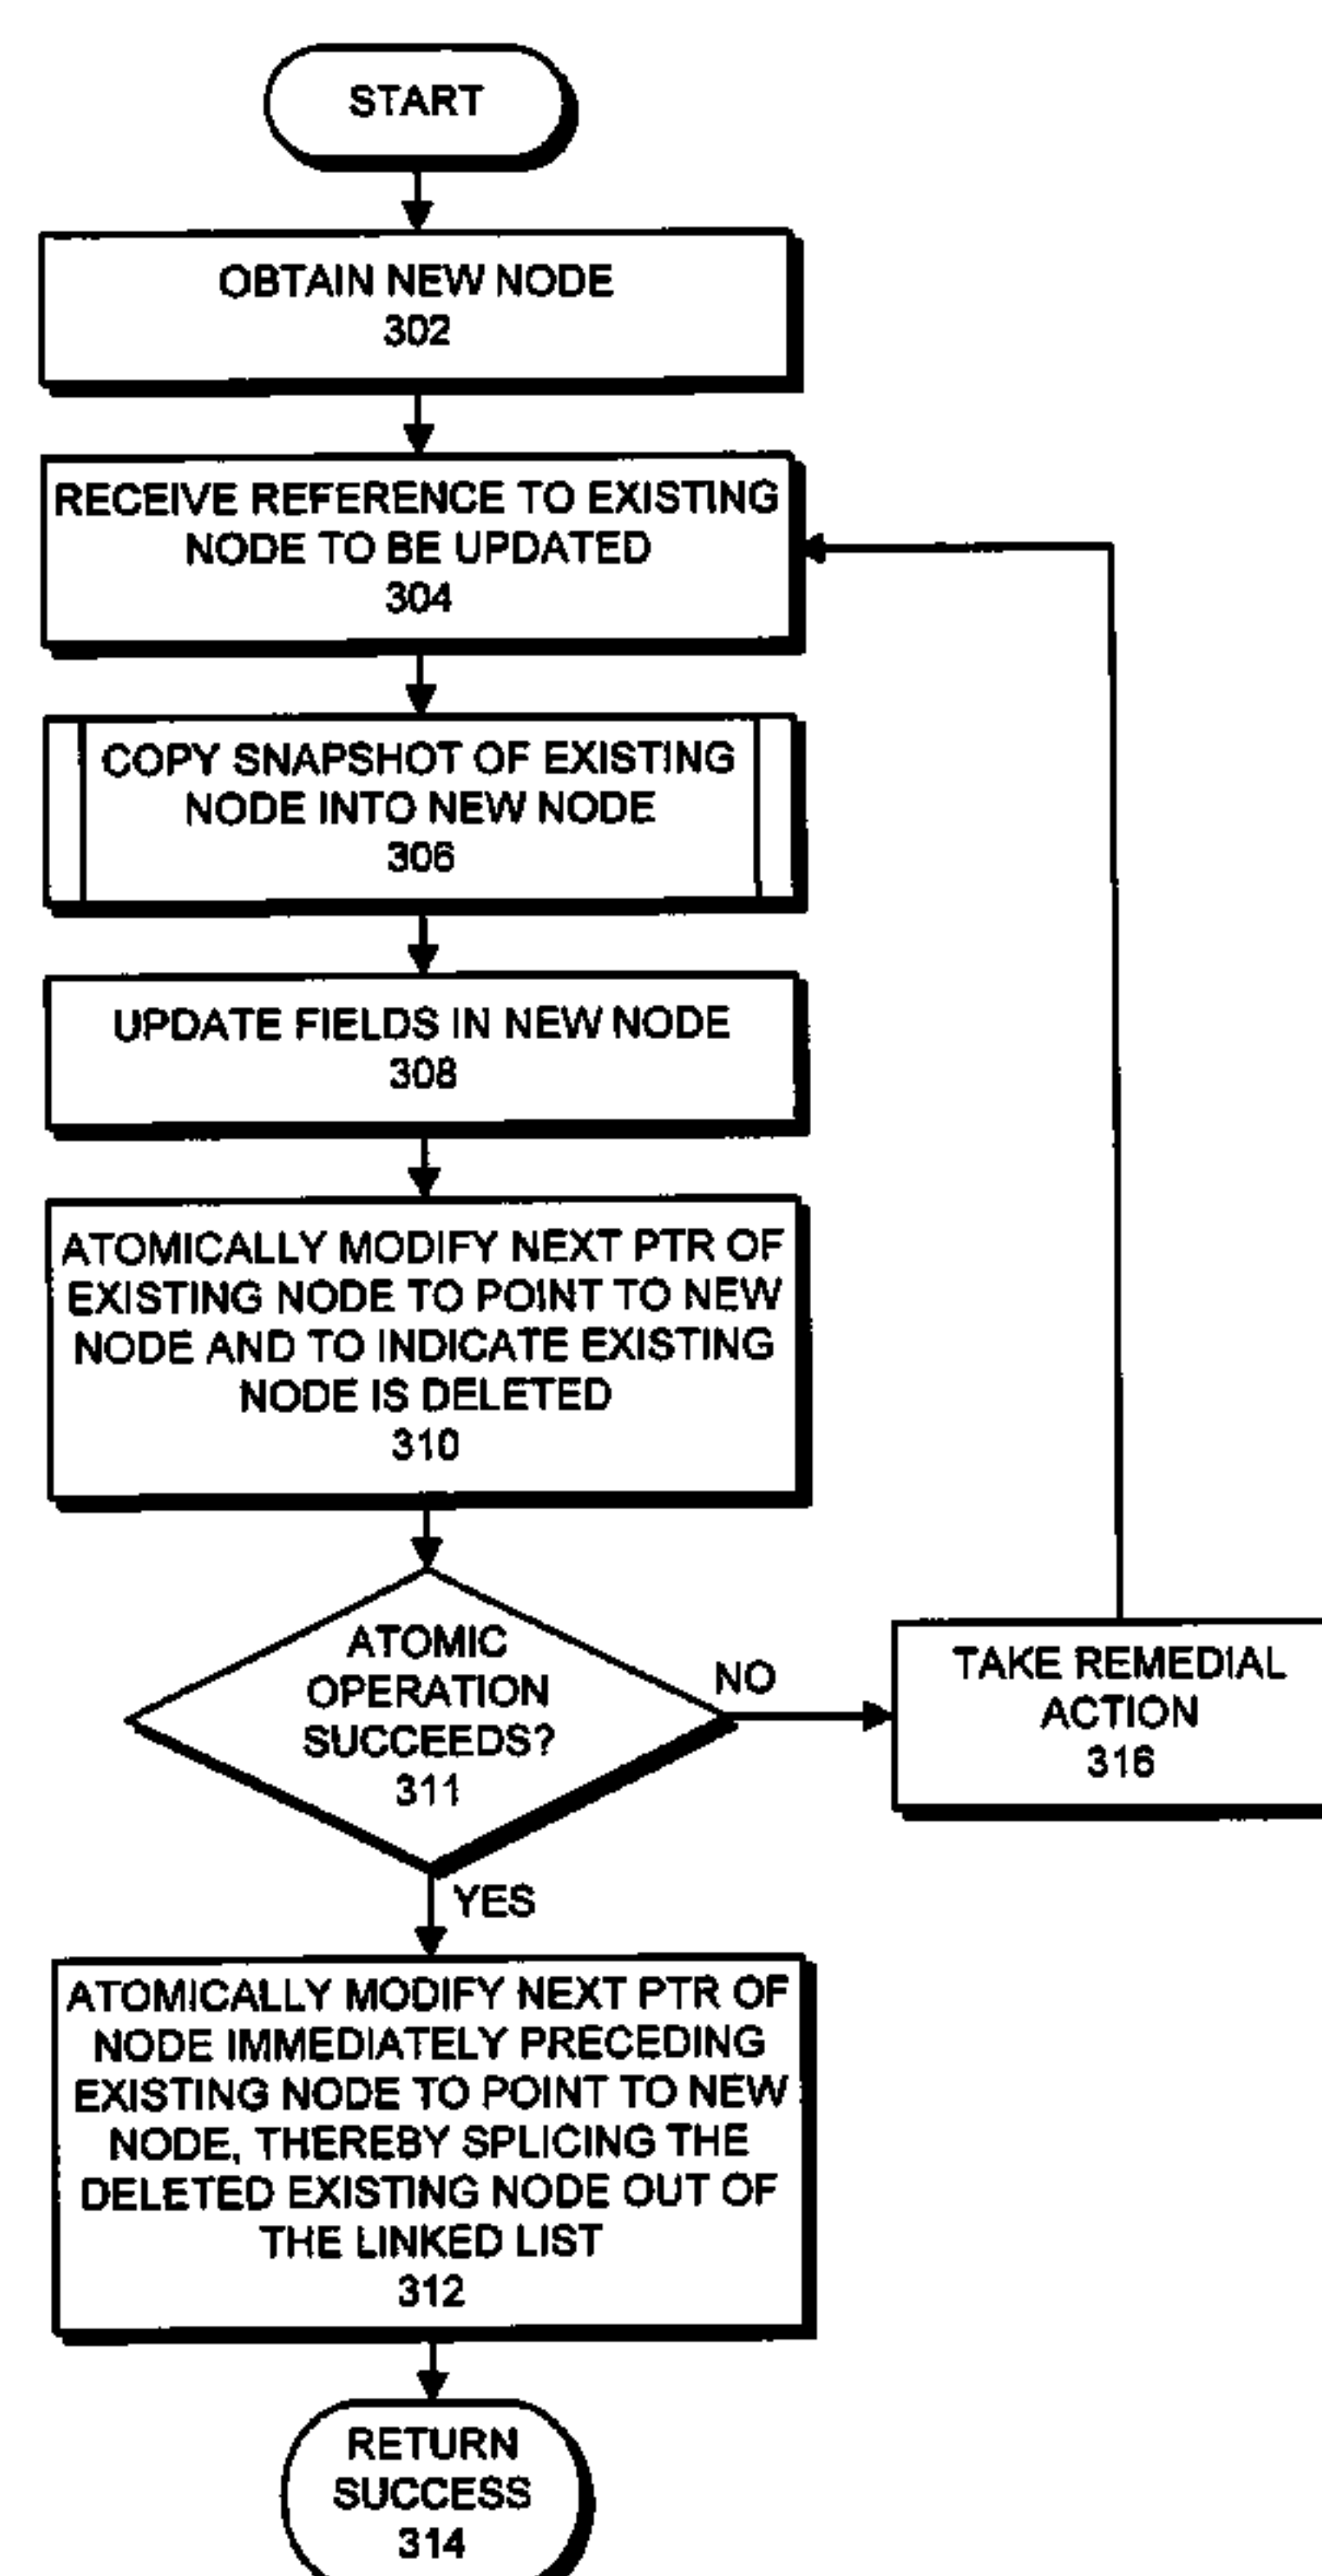 START
OBTAIN NEW NODE
302
RECEIVE REFERENCE TO EXISTING
NODE TO BE UPDATED
304
COPY SNAPSHOT OF EXISTING
NODE INTO NEW NODE
306
UPDATE FIELDS IN NEW NODE
308
ATOMICALLY MODIFY NEXT PTR OF
EXISTING NODE TO POINT TO NEW
NODE AND TO INDICATE EXISTING
NODE IS DELETED
310
ATOMIC
OPERATION
SUCCEEDS?
311
NO
TAKE REMEDIAL
ACTION
316
YES
ATOMICALLY MODIFY NEXT PTR OF
NODE IMMEDIATELY PRECEDING
EXISTING NODE TO POINT TO NEW
NODE, THEREBY SPLICING THE
DELETED EXISTING NODE OUT OF
THE LINKED LIST
312
RETURN
SUCCESS
314